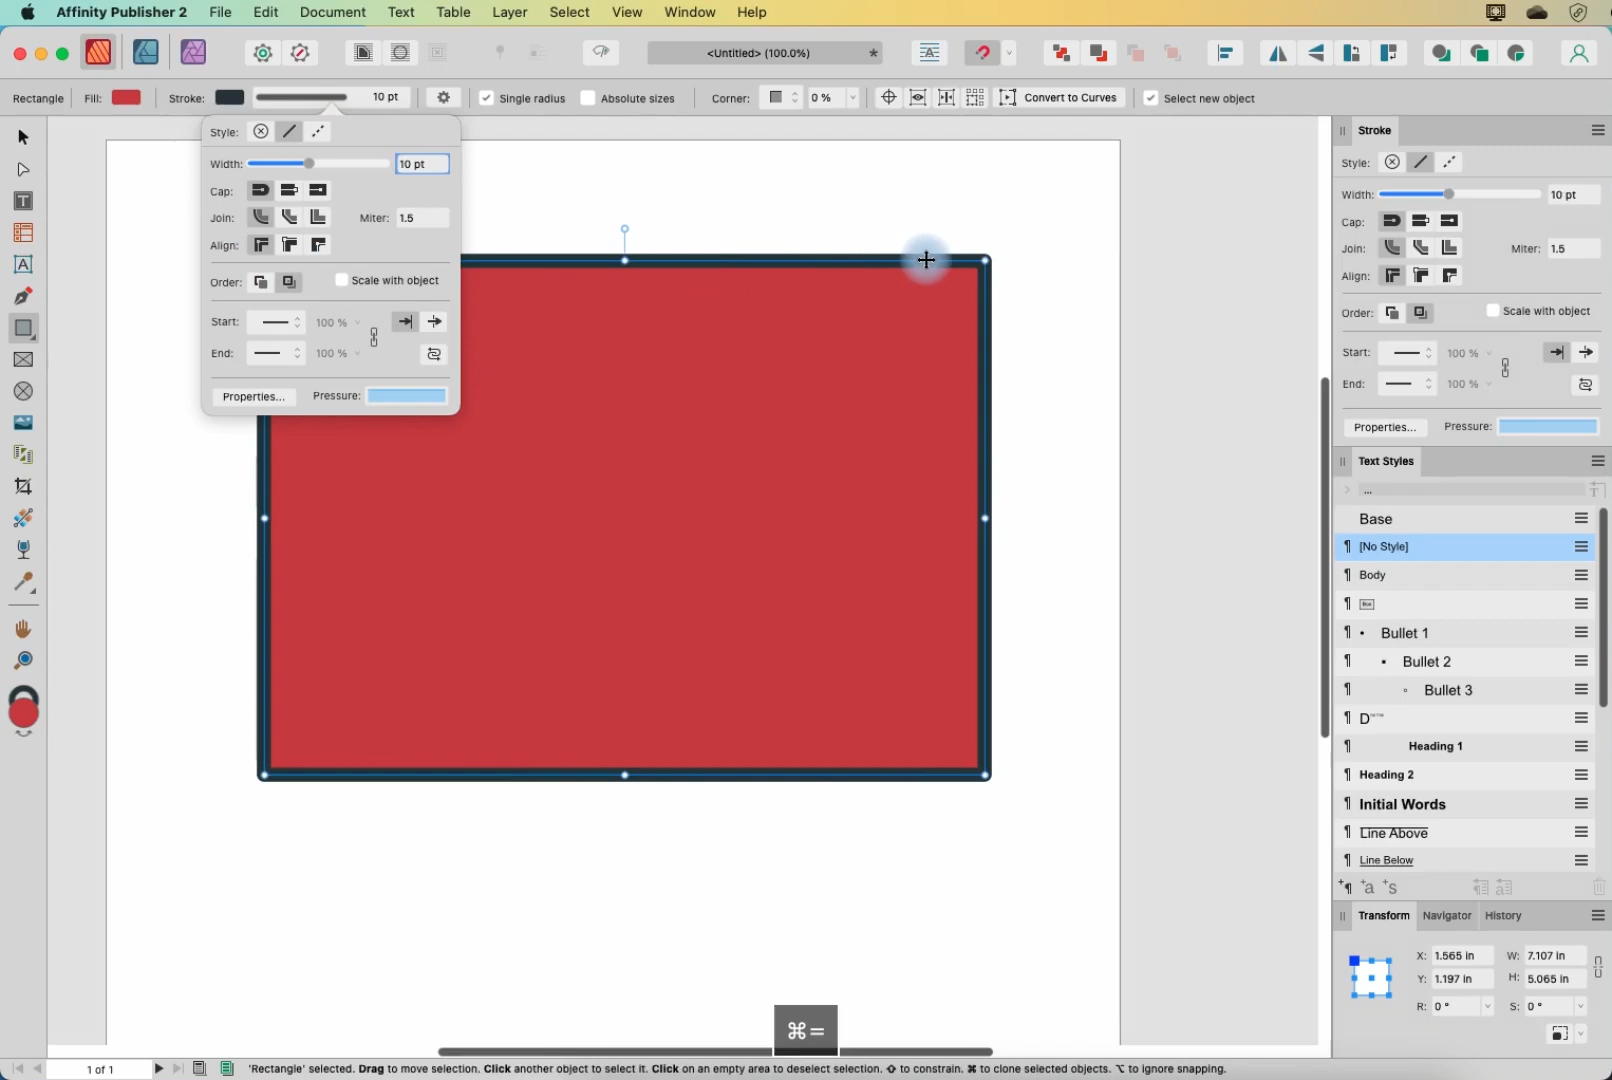 Affinity Publisher 2 File Edit Document Text Table Layer Select View Window Help
<Untitled> (100.0%) *
Rectangle Fill: Stroke: 10 pt Single radius Absolute sizes Corner: 0 % Convert to Curves Select new object
Style:
Width: 10 pt
Cap:
Join: Miter: 1.5
Align:
Order: Scale with object
Start: 100 %
End: 100 %
Properties... Pressure:
Stroke
Style:
Width: 10 pt
Cap:
Join: Miter: 1.5
Align:
Order: Scale with object
Start: 100 %
End: 100 %
Properties... Pressure:
Text Styles
...
Base
[No Style]
Body
Bullet 1
Bullet 2
Bullet 3
Heading 1
Heading 2
Initial Words
Line Above
Line Below
Transform Navigator History
X: 1.565 in W: 7.107 in
Y: 1.197 in H: 5.065 in
R: 0 ° S: 0 °
⌘=
1 of 1 'Rectangle' selected. Drag to move selection. Click another object to select it. Click on an empty area to deselect selection. ⇧ to constrain. ⌘ to clone selected objects. ⌥ to ignore snapping.